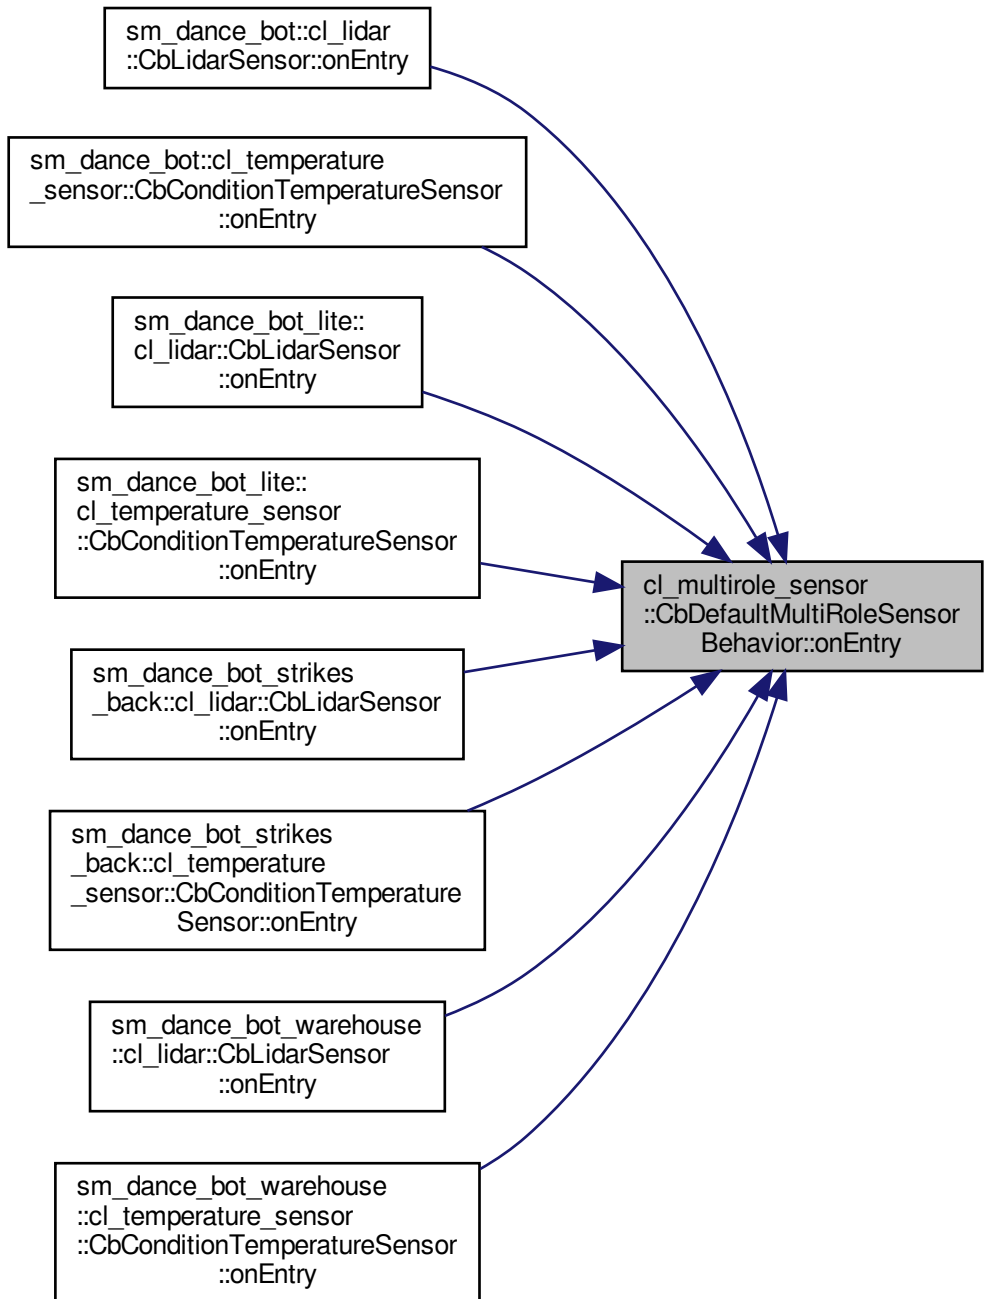 sm_dance_bot::cl_lidar
::CbLidarSensor::onEntry
sm_dance_bot::cl_temperature
_sensor::CbConditionTemperatureSensor
::onEntry
sm_dance_bot_lite::
cl_lidar::CbLidarSensor
::onEntry
sm_dance_bot_lite::
cl_temperature_sensor
::CbConditionTemperatureSensor
::onEntry
cl_multirole_sensor
::CbDefaultMultiRoleSensor
Behavior::onEntry
sm_dance_bot_strikes
_back::cl_lidar::CbLidarSensor
::onEntry
sm_dance_bot_strikes
_back::cl_temperature
_sensor::CbConditionTemperature
Sensor::onEntry
sm_dance_bot_warehouse
::cl_lidar::CbLidarSensor
::onEntry
sm_dance_bot_warehouse
::cl_temperature_sensor
::CbConditionTemperatureSensor
::onEntry